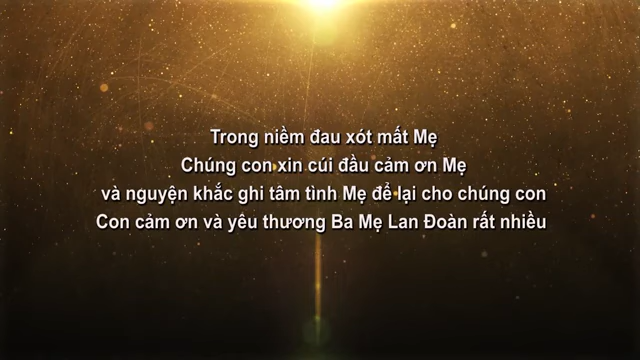 Trong niềm đau xót mất Mẹ
Chúng con xin cúi đầu cảm ơn Mẹ
và nguyện khắc ghi tâm tình Mẹ để lại cho chúng con
Con cảm ơn và yêu thương Ba Mẹ Lan Đoàn rất nhiều